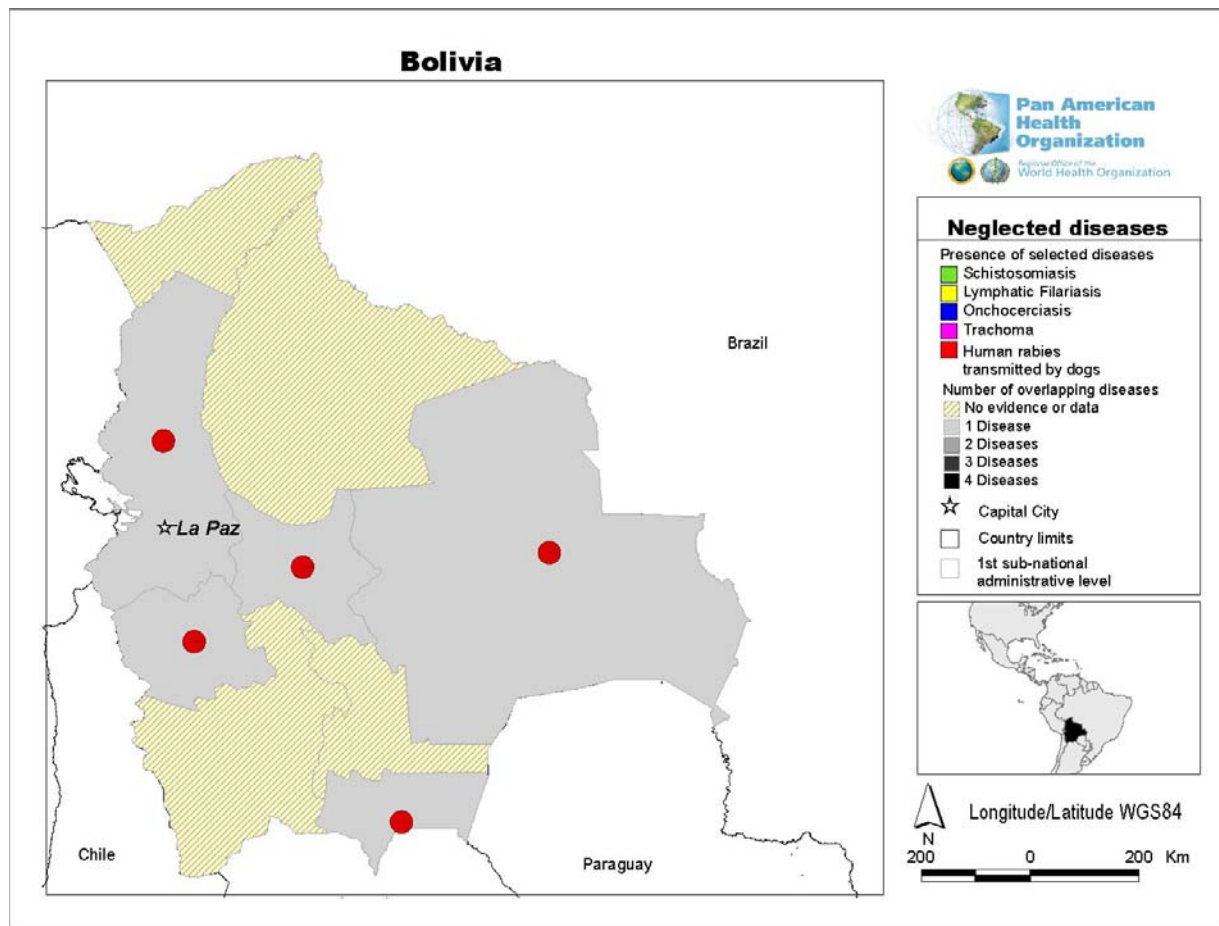 Bolivia
Brazil
La Paz
Chile
Paraguay
Pan American
Health
Organization
Regional Office of the
World Health Organization
Neglected diseases
Presence of selected diseases
Schistosomiasis
Lymphatic Filariasis
Onchocerciasis
Trachoma
Human rabies
transmitted by dogs
Number of overlapping diseases
No evidence or data
1 Disease
2 Diseases
3 Diseases
4 Diseases
Capital City
Country limits
1st sub-national
administrative level
Longitude/Latitude WGS84
N
200 0 200 Km